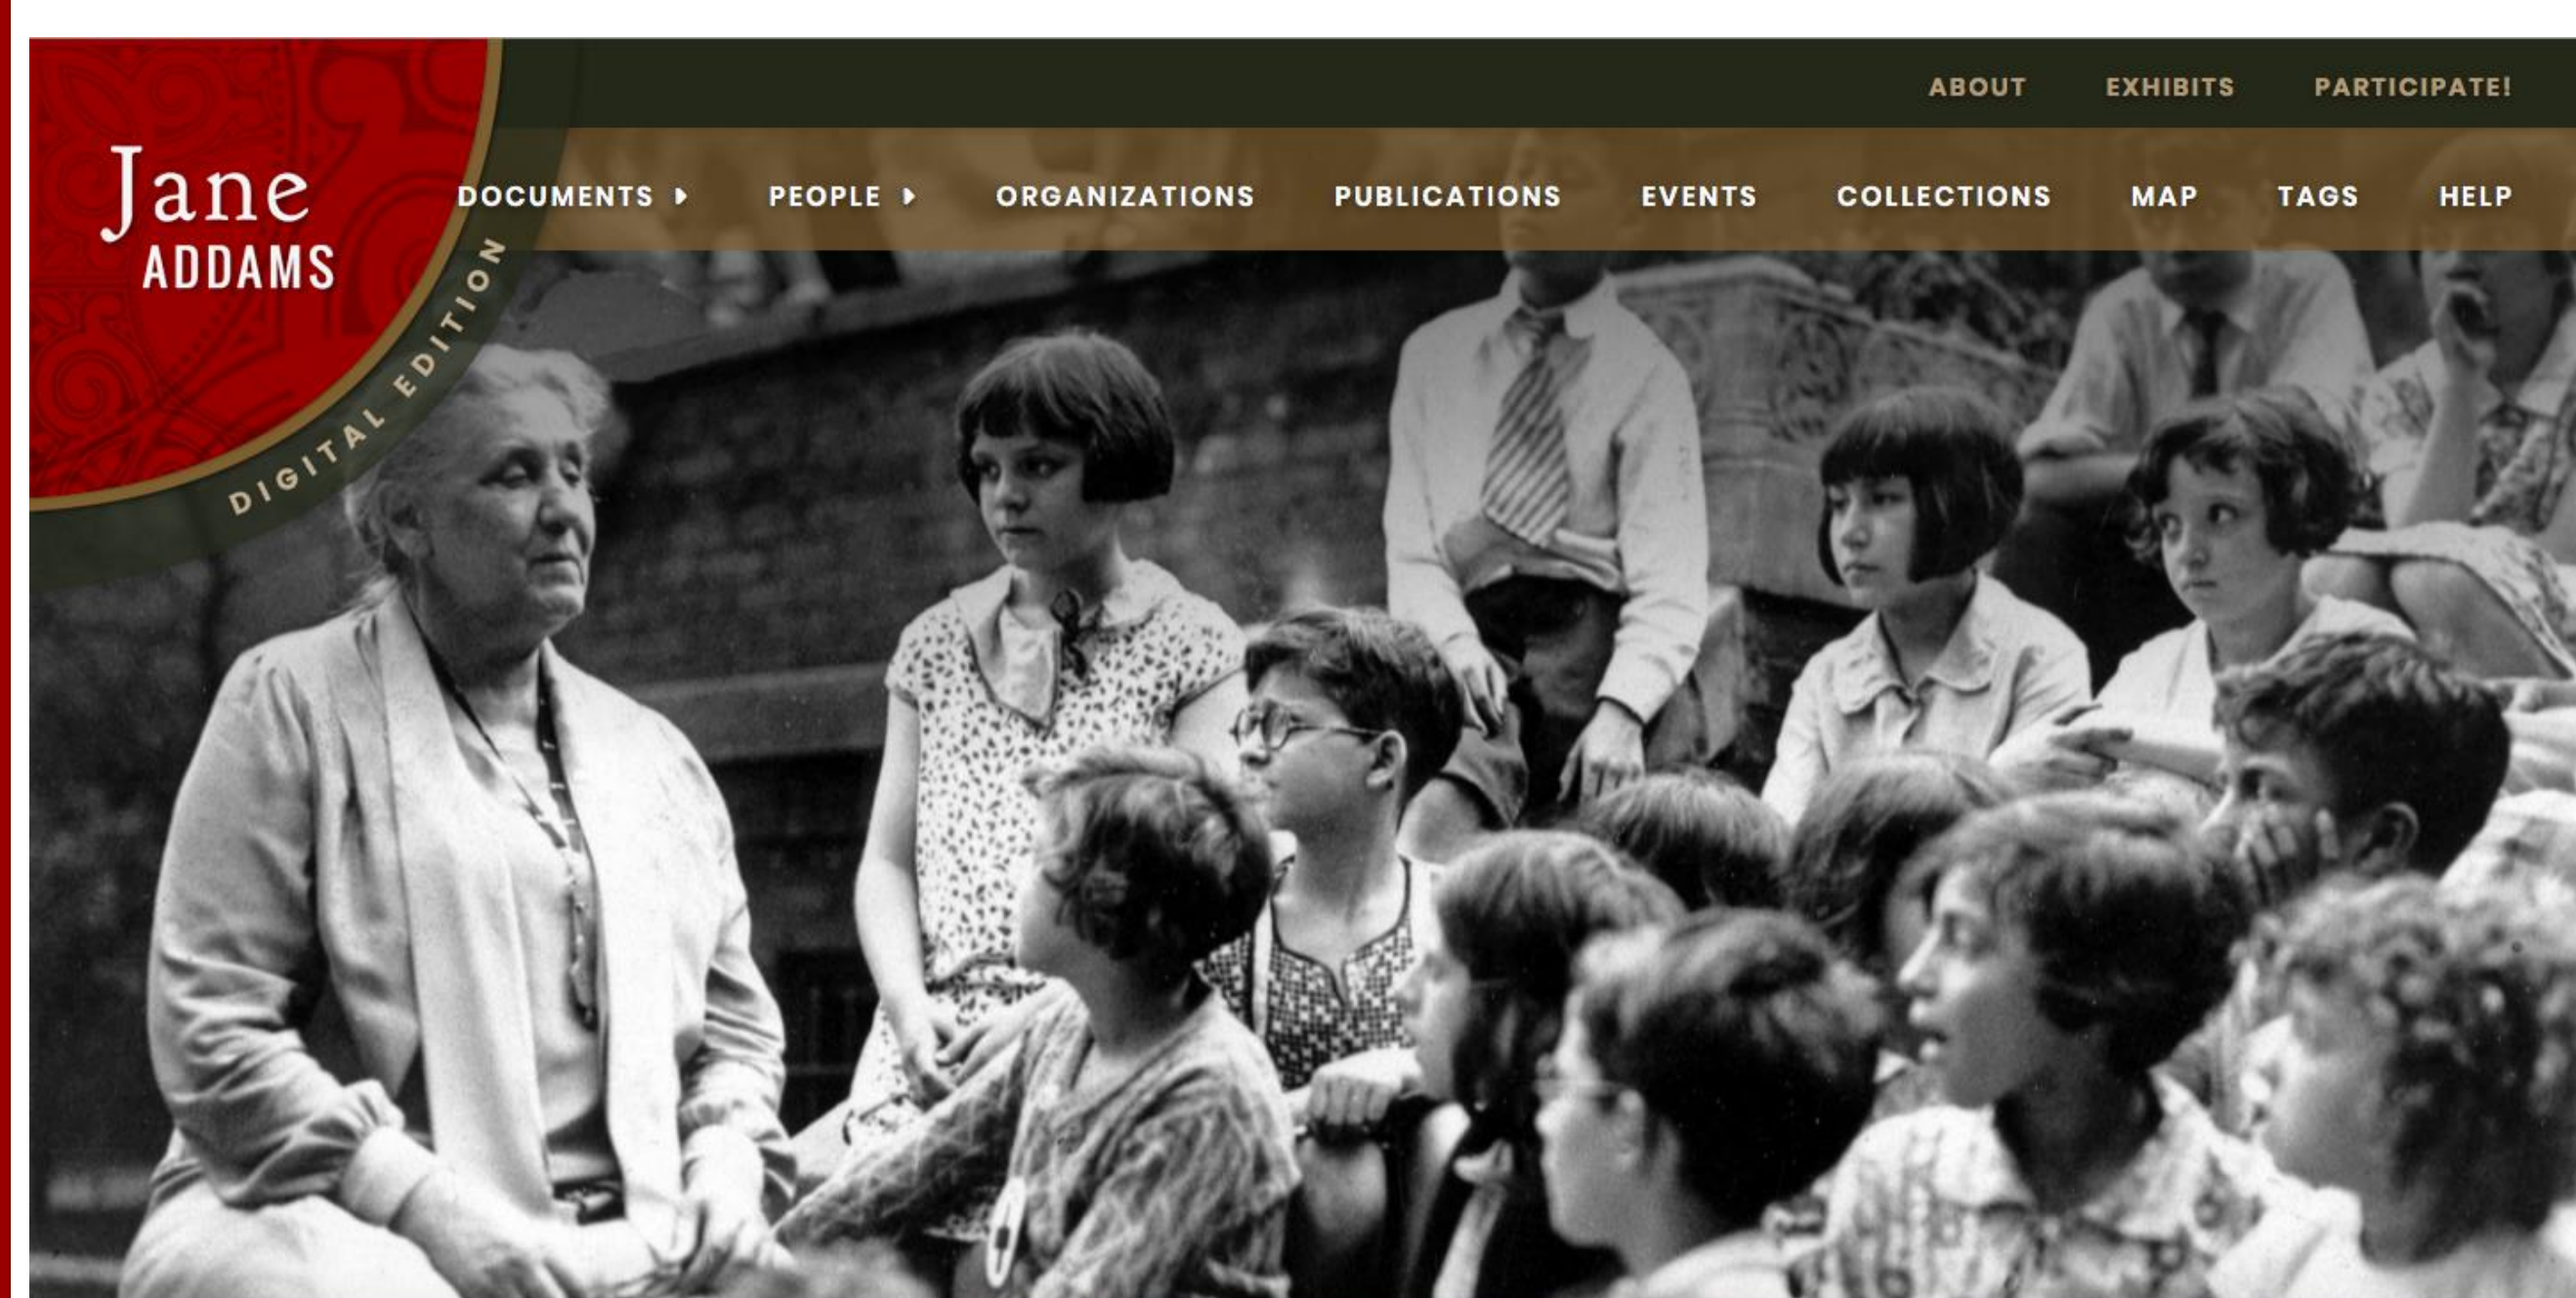 Jane
ADDAMS
DIGITAL EDITION
ABOUT EXHIBITS PARTICIPATE!
DOCUMENTS PEOPLE ORGANIZATIONS PUBLICATIONS EVENTS COLLECTIONS MAP TAGS HELP